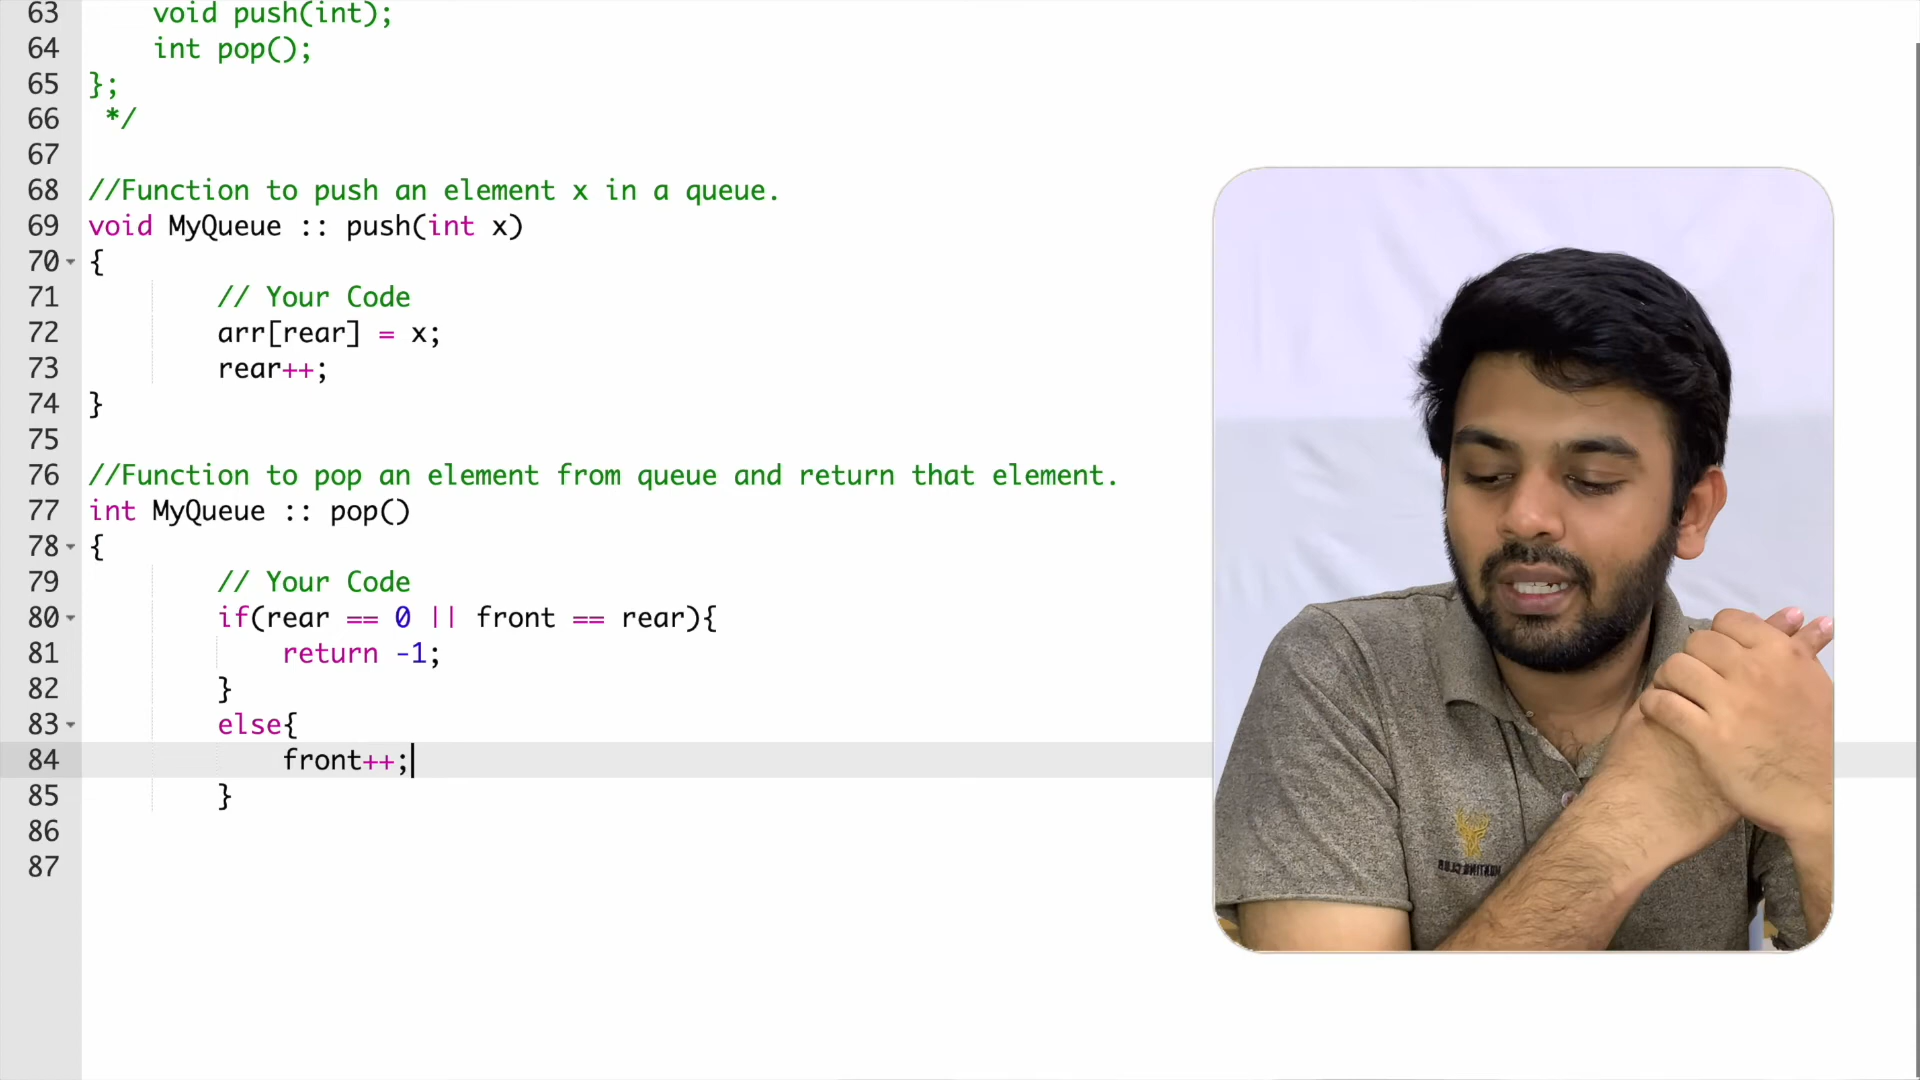 63 void push(int);
64 int pop();
65 };
66 */
67
68 //Function to push an element x in a queue.
69 void MyQueue :: push(int x)
70 {
71 // Your Code
72 arr[rear] = x;
73 rear++;
74 }
75
76 //Function to pop an element from queue and return that element.
77 int MyQueue :: pop()
78 {
79 // Your Code
80 if(rear == 0 || front == rear){
81 return -1;
82 }
83 else{
84 front++;
85 }
86
87